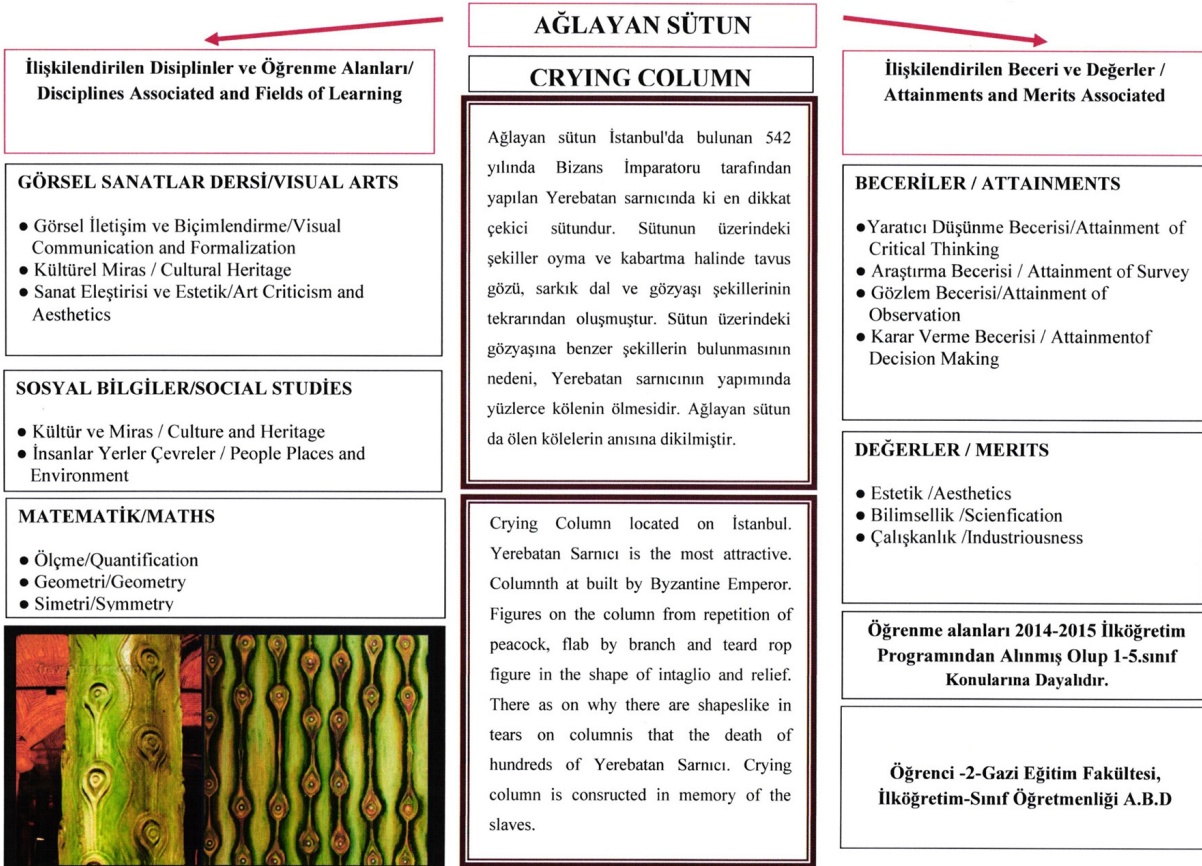 AĞLAYAN SÜTUN
CRYING COLUMN
İlişkilendirilen Disiplinler ve Öğrenme Alanları/
Disciplines Associated and Fields of Learning
GÖRSEL SANATLAR DERSİ/VISUAL ARTS
● Görsel İletişim ve Biçimlendirme/Visual
Communication and Formalization
● Kültürel Miras / Cultural Heritage
● Sanat Eleştirisi ve Estetik/Art Criticism and
Aesthetics
SOSYAL BİLGİLER/SOCIAL STUDIES
● Kültür ve Miras / Culture and Heritage
● İnsanlar Yerler Çevreler / People Places and
Environment
MATEMATİK/MATHS
● Ölçme/Quantification
● Geometri/Geometry
● Simetri/Symmetry
Ağlayan sütun İstanbul'da bulunan 542
yılında Bizans İmparatoru tarafından
yapılan Yerebatan sarnıcında ki en dikkat
çekici sütundur. Sütunun üzerindeki
şekiller oyma ve kabartma halinde tavus
gözü, sarkık dal ve gözyaşı şekillerinin
tekrarından oluşmuştur. Sütun üzerindeki
gözyaşına benzer şekillerin bulunmasının
nedeni, Yerebatan sarnıcının yapımında
yüzlerce kölenin ölmesidir. Ağlayan sütun
da ölen kölelerin anısına dikilmiştir.
Crying Column located on İstanbul.
Yerebatan Sarnıcı is the most attractive.
Columnth at built by Byzantine Emperor.
Figures on the column from repetition of
peacock, flab by branch and teard rop
figure in the shape of intaglio and relief.
There as on why there are shapeslike in
tears on columnis that the death of
hundreds of Yerebatan Sarnıcı. Crying
column is consructed in memory of the
slaves.
İlişkilendirilen Beceri ve Değerler /
Attainments and Merits Associated
BECERİLER / ATTAINMENTS
●Yaratıcı Düşünme Becerisi/Attainment of
Critical Thinking
● Araştırma Becerisi / Attainment of Survey
● Gözlem Becerisi/Attainment of
Observation
● Karar Verme Becerisi / Attainmentof
Decision Making
DEĞERLER / MERITS
● Estetik /Aesthetics
● Bilimsellik /Scienfication
● Çalışkanlık /Industriousness
Öğrenme alanları 2014-2015 İlköğretim
Programından Alınmış Olup 1-5.sınıf
Konularına Dayalıdır.
Öğrenci -2-Gazi Eğitim Fakültesi,
İlköğretim-Sınıf Öğretmenliği A.B.D